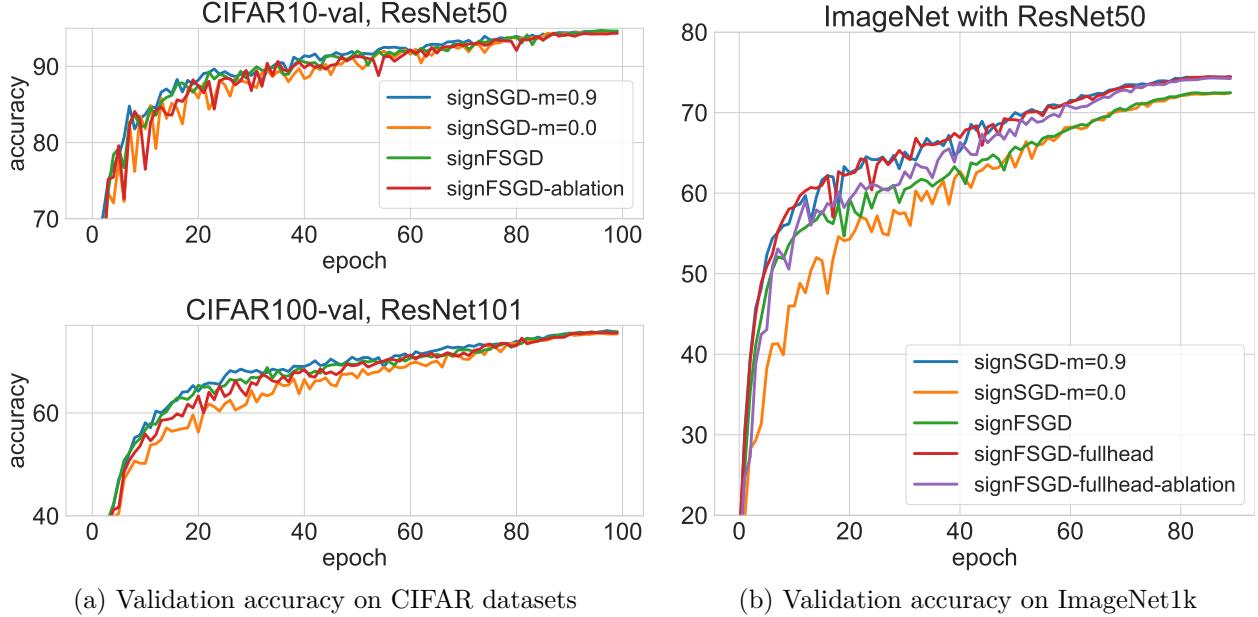 CIFAR10-val, ResNet50
accuracy
90
80
70
signSGD-m=0.9
signSGD-m=0.0
signFSGD
signFSGD-ablation
0 20 40 60 80 100
epoch
CIFAR100-val, ResNet101
accuracy
60
40
0 20 40 60 80 100
epoch
(a) Validation accuracy on CIFAR datasets
ImageNet with ResNet50
80
70
60
50
40
30
20
signSGD-m=0.9
signSGD-m=0.0
signFSGD
signFSGD-fullhead
signFSGD-fullhead-ablation
0 20 40 60 80
epoch
(b) Validation accuracy on ImageNet1k